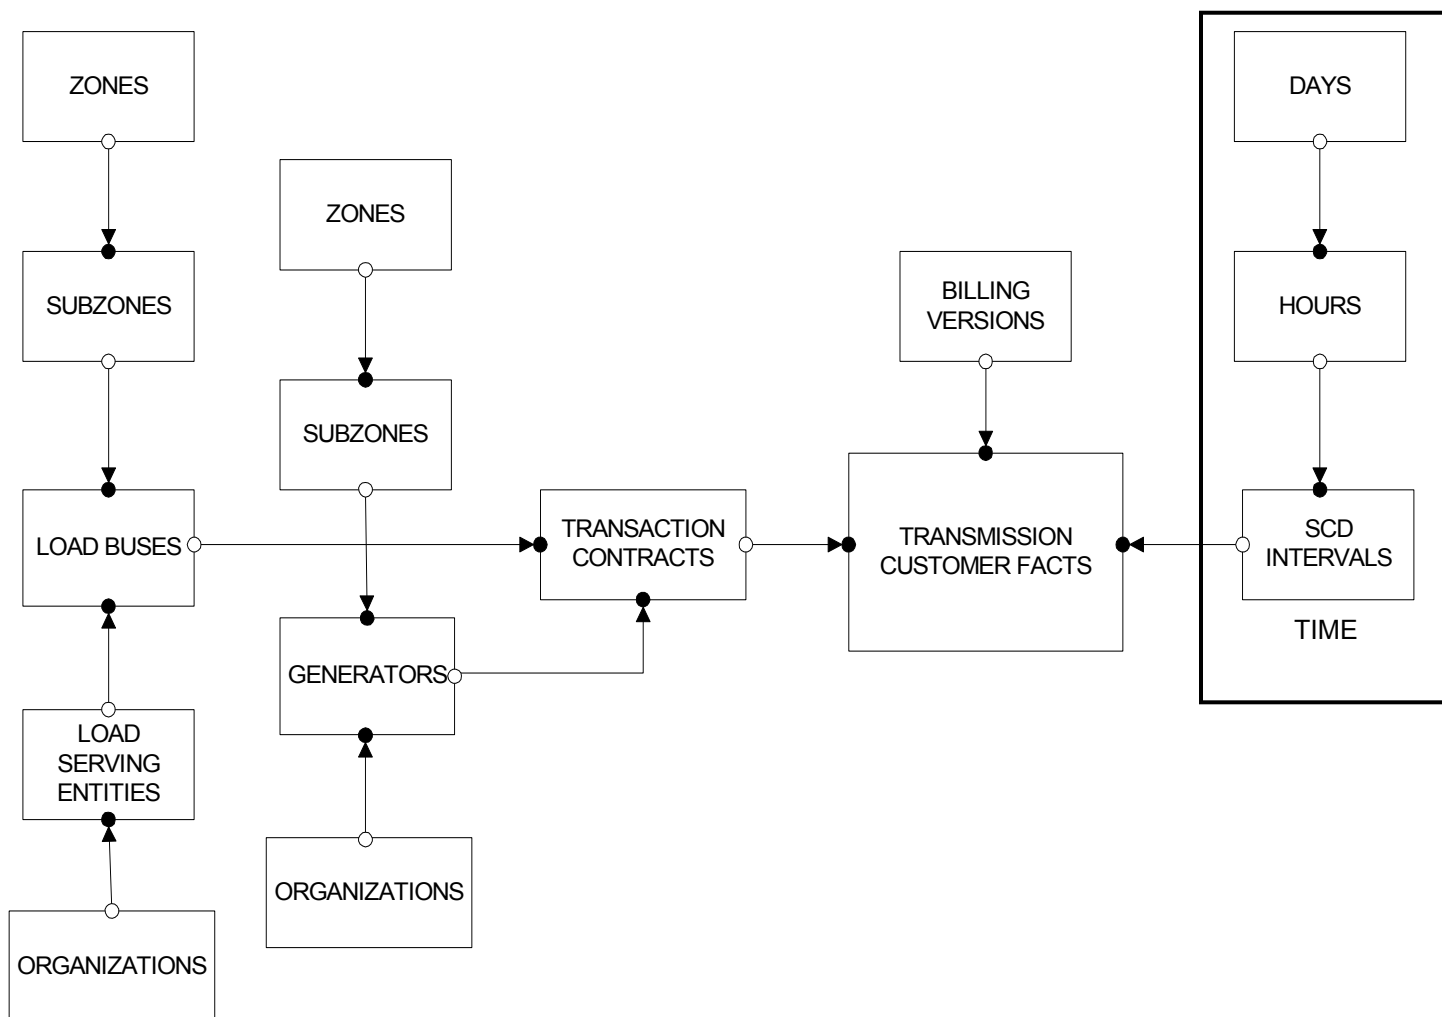 ZONES
DAYS
ZONES
SUBZONES
BILLING
VERSIONS
HOURS
SUBZONES
LOAD BUSES
TRANSACTION
CONTRACTS
TRANSMISSION
CUSTOMER FACTS
SCD
INTERVALS
TIME
GENERATORS
LOAD
SERVING
ENTITIES
ORGANIZATIONS
ORGANIZATIONS